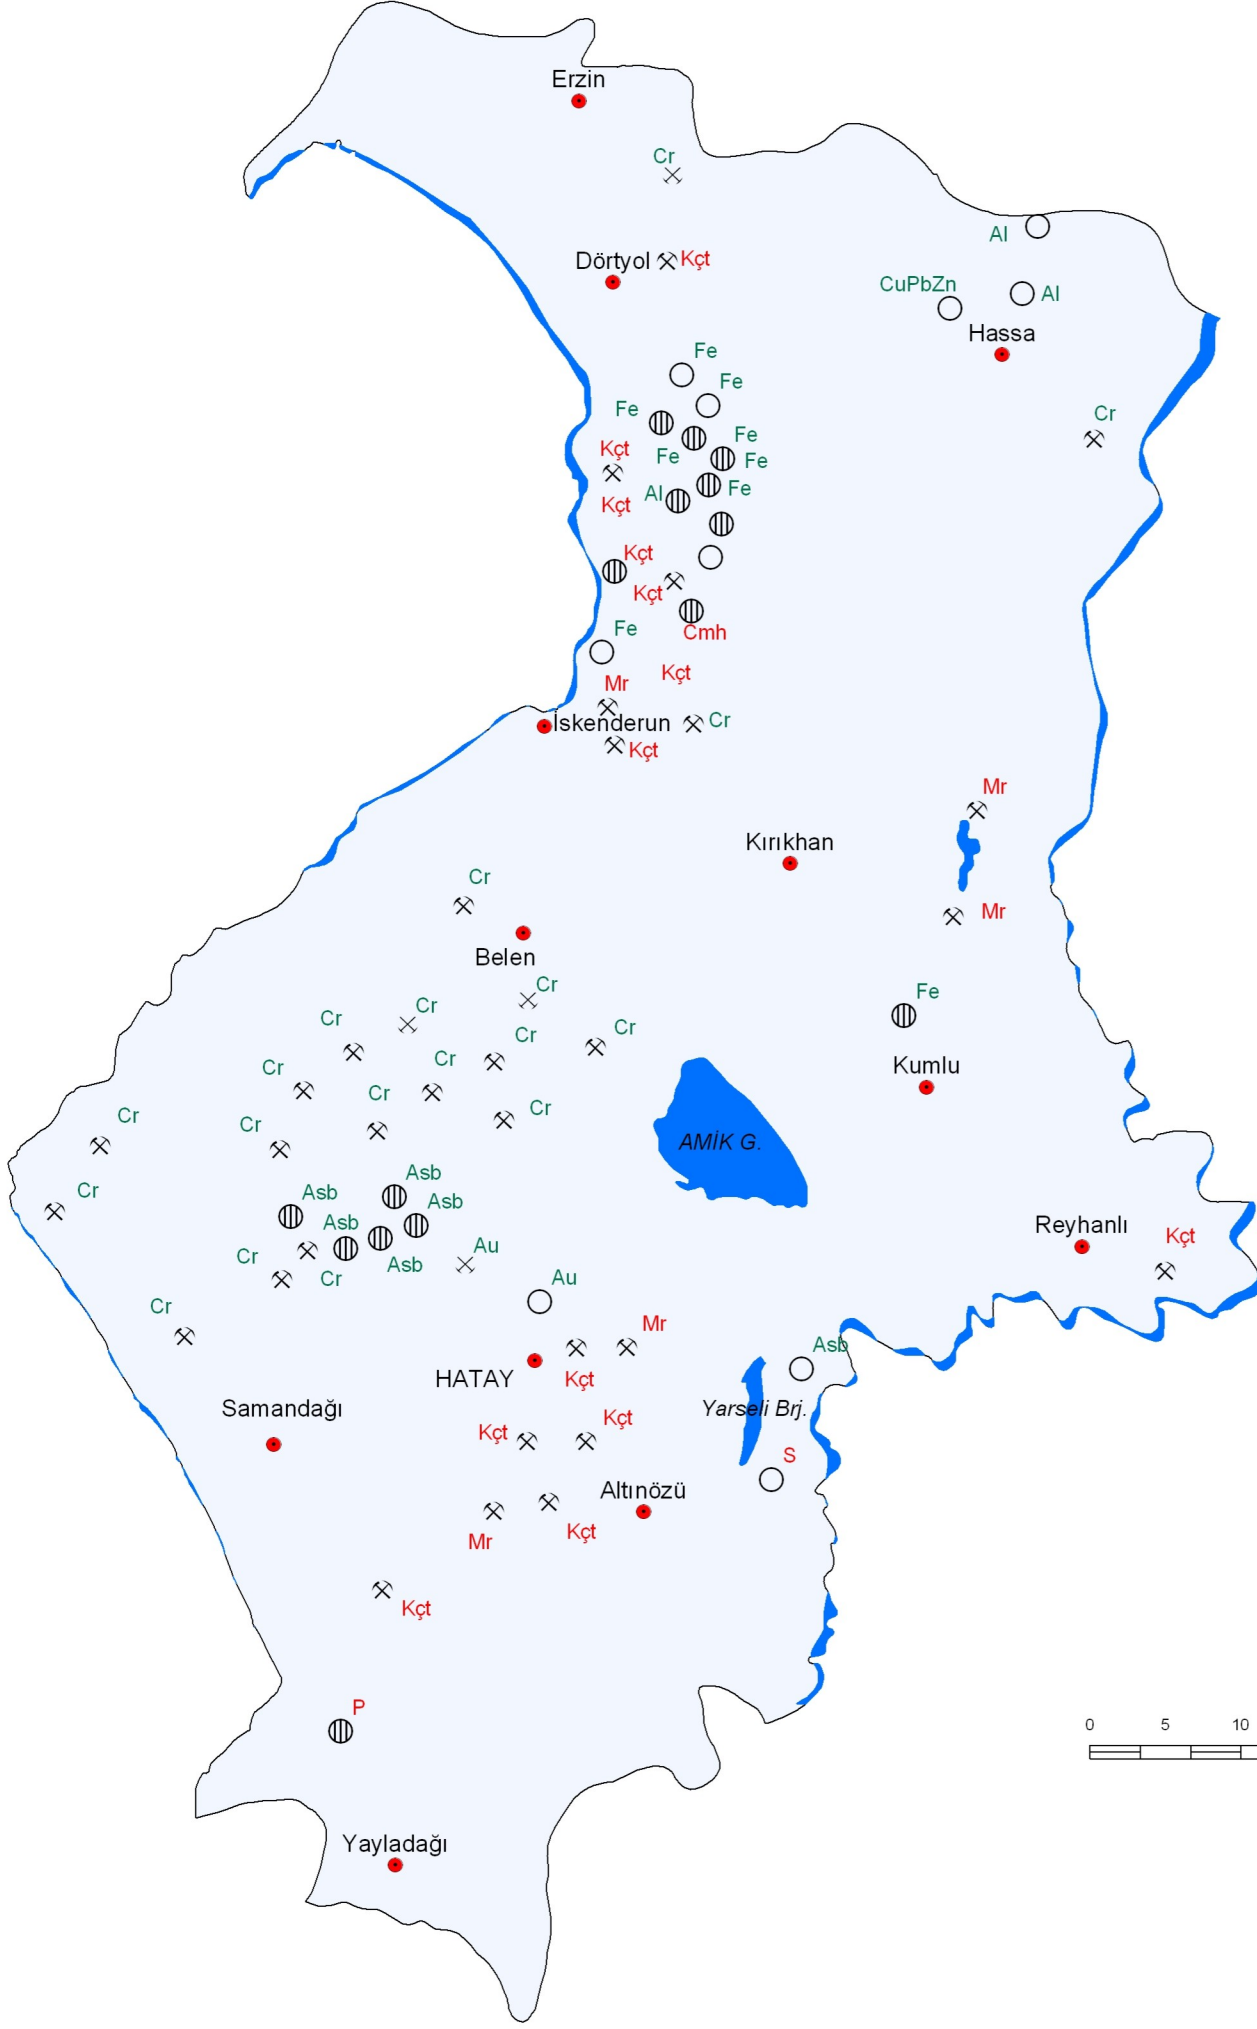 Erzin
Cr
Al
Dörtyol
Kçt
CuPbZn
Al
Hassa
Fe
Fe
Fe
Cr
Fe
Kçt
Fe
Fe
Al
Fe
Kçt
Kçt
Kçt
Fe
Cmh
Kçt
Mr
İskenderun
Cr
Kçt
Mr
Kırıkhan
Cr
Mr
Belen
Cr
Fe
Cr
Cr
Cr
Cr
Cr
Cr
Kumlu
Cr
Cr
Cr
Cr
AMİK G.
Asb
Cr
Asb
Asb
Asb
Reyhanlı
Kçt
Au
Cr
Asb
Cr
Au
Cr
Mr
Asb
HATAY
Kçt
Samandağı
Yarseli Brj.
Kçt
Kçt
S
Altınözü
Mr
Kçt
Kçt
P
0 5 10
Yayladağı